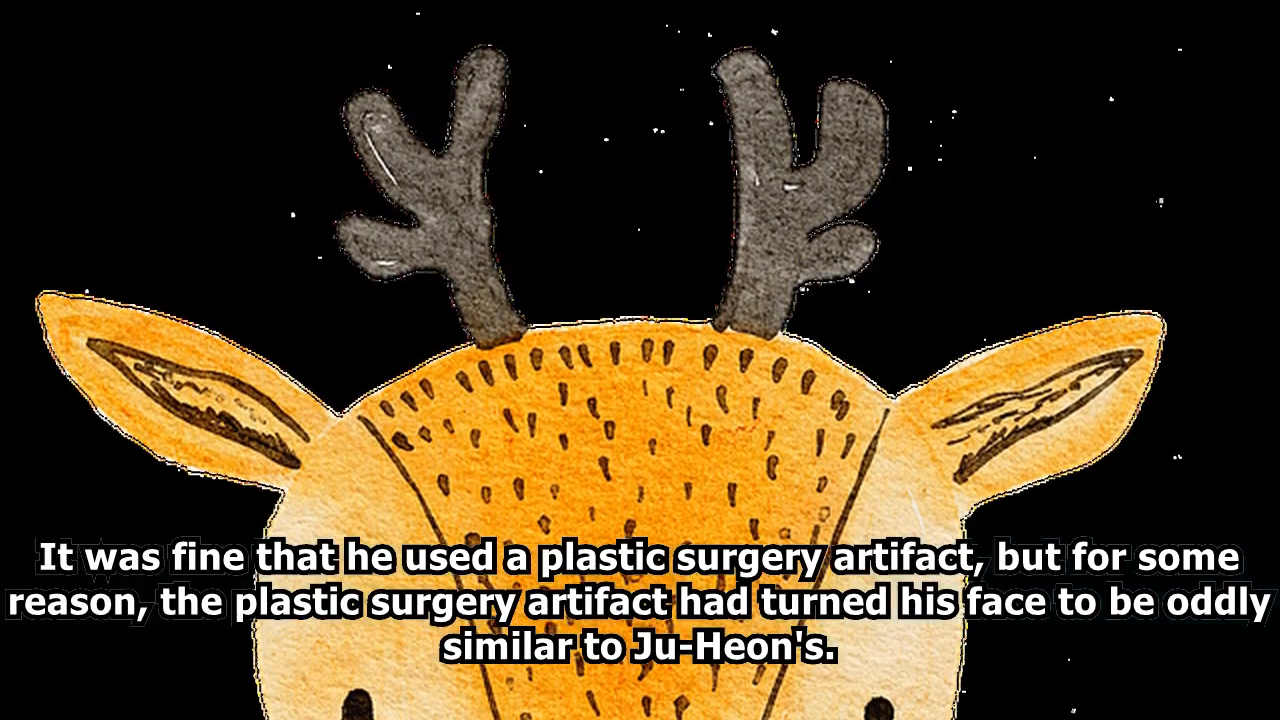 It was fine that he used a plastic surgery artifact, but for some
reason, the plastic surgery artifact had turned his face to be oddly
similar to Ju-Heon's.